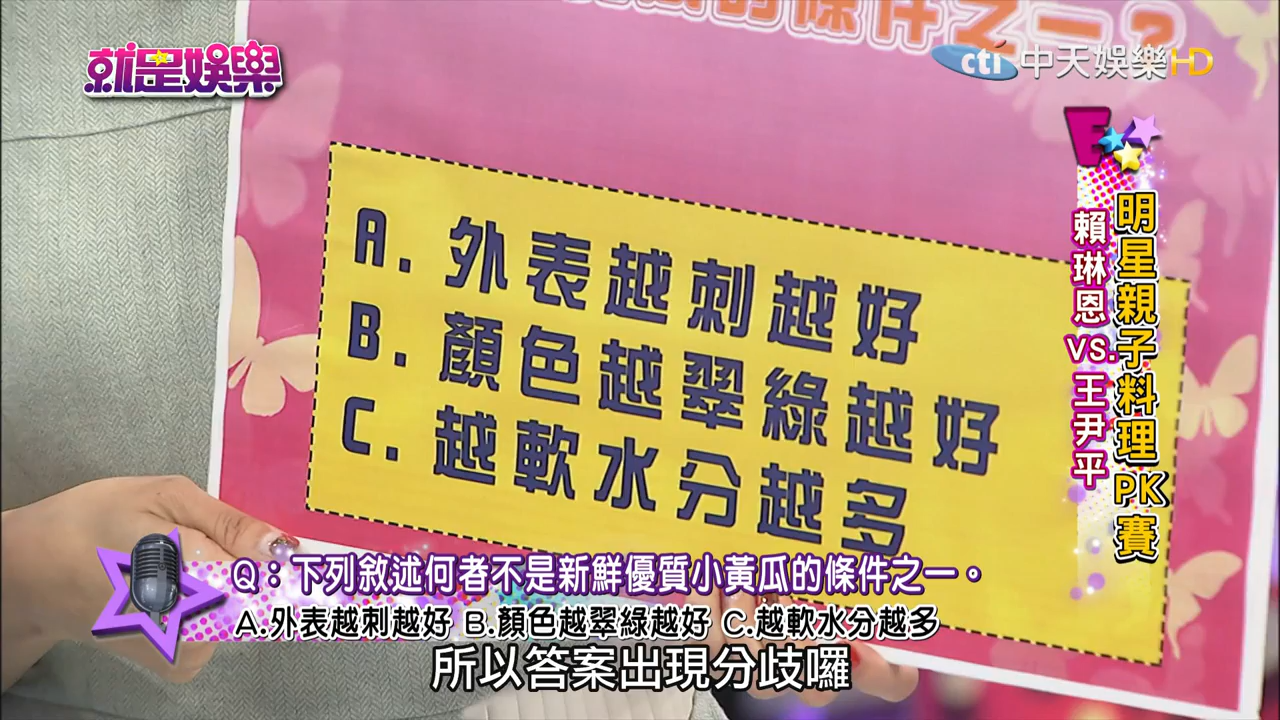 的條件之一？
就是娛樂
cti 中天娛樂HD
E
明星親子料理PK賽
賴琳恩 vs. 王尹平
A. 外表越刺越好
B. 顏色越翠綠越好
C. 越軟水分越多
Q：下列敘述何者不是新鮮優質小黃瓜的條件之一。
A.外表越刺越好 B.顏色越翠綠越好 C.越軟水分越多
所以答案出現分歧囉